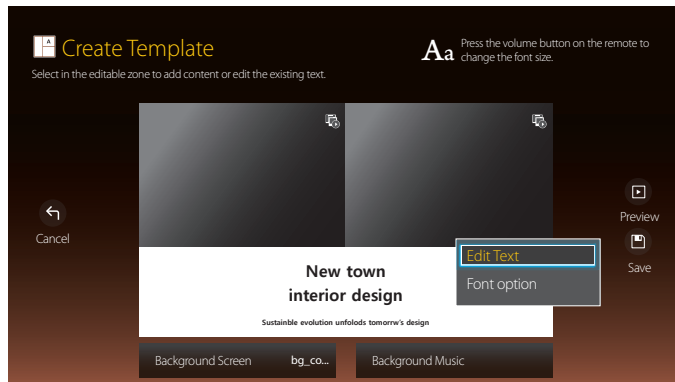 Create Template
Select in the editable zone to add content or edit the existing text.
Aa
Press the volume button on the remote to
change the font size.
Cancel
Preview
Save
New town
interior design
Sustainble evolution unfolods tomorrw's design
Edit Text
Font option
Background Screen bg_co...
Background Music